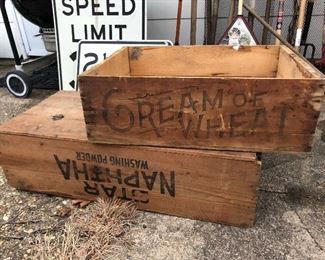 SPEED
LIMIT
CREAM OF
WHEAT
STAR
NAPHTHA
WASHING POWDER